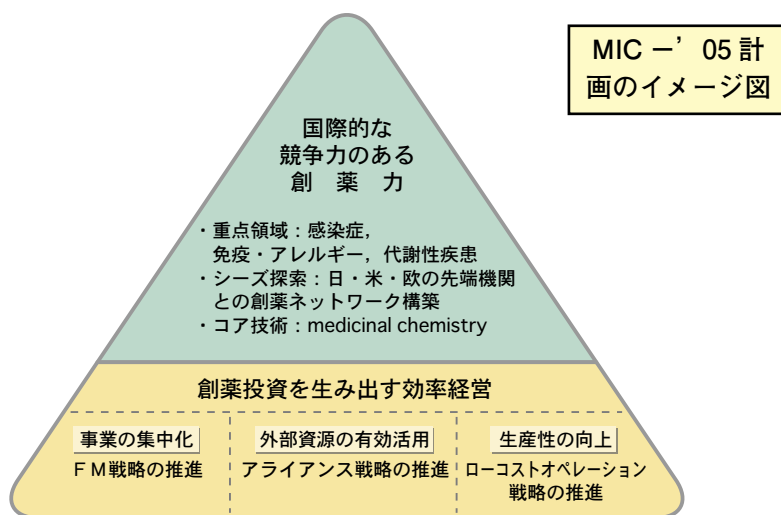 MIC －’05計
画のイメージ図
国際的な
競争力のある
創　薬　力
・重点領域：感染症，
免疫・アレルギー，代謝性疾患
・シーズ探索：日・米・欧の先端機関
との創薬ネットワーク構築
・コア技術：medicinal chemistry
創薬投資を生み出す効率経営
事業の集中化
ＦＭ戦略の推進
外部資源の有効活用
アライアンス戦略の推進
生産性の向上
ローコストオペレーション
戦略の推進